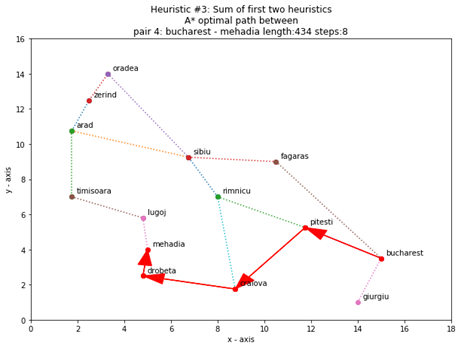 Heuristic #3: Sum of first two heuristics
A* optimal path between
pair 4: bucharest - mehadia length:434 steps:8
16
14
12
10
8
6
4
2
0
y - axis
oradea
zerind
arad
sibiu
fagaras
timisoara
rimnicu
lugoj
pitesti
mehadia
bucharest
drobeta
craiova
giurgiu
0 2 4 6 8 10 12 14 16 18
x - axis